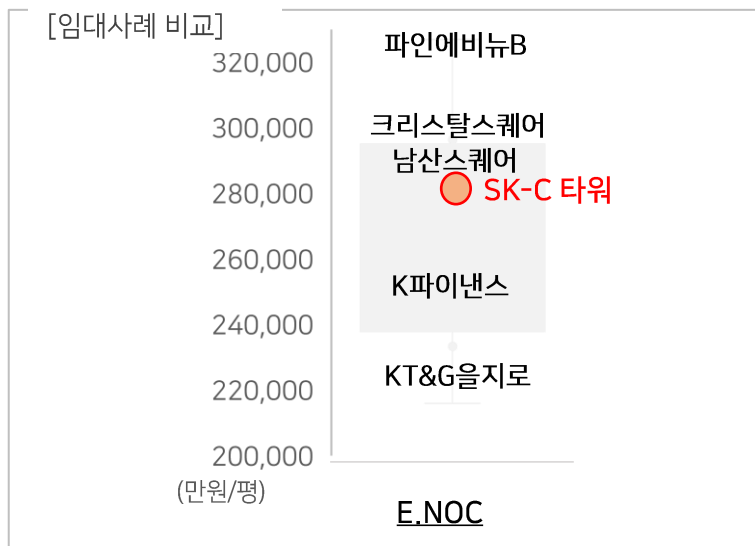 [임대사례 비교]
파인에비뉴B
320,000
크리스탈스퀘어
300,000
남산스퀘어
280,000
SK-C 타워
260,000
K파이낸스
240,000
KT&G을지로
220,000
200,000
(만원/평)
E.NOC